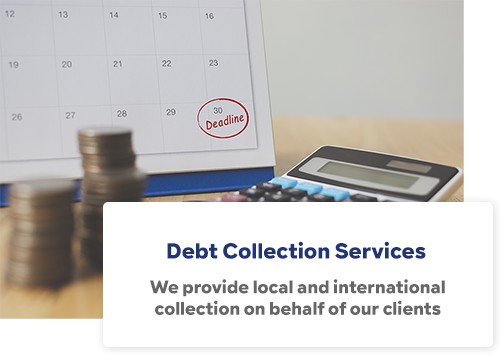 9
12 13 14 15 16
19 20 21 22 23
26 27 28 29 30
Deadline
Debt Collection Services
We provide local and international
collection on behalf of our clients